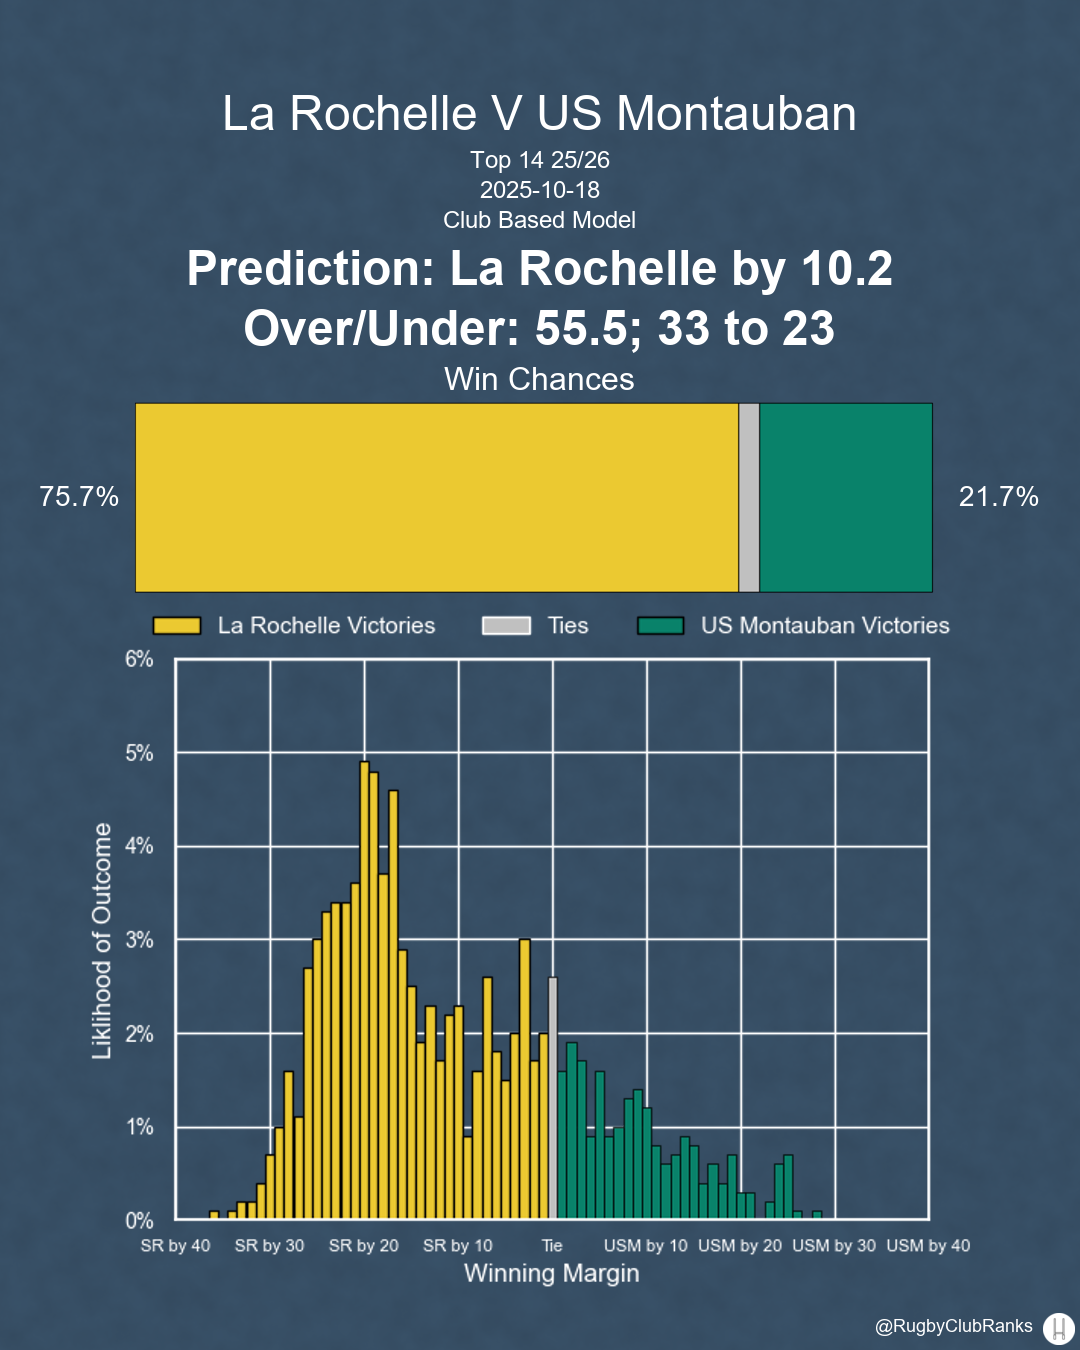 La Rochelle V US Montauban
Top 14 25/26
2025-10-18
Club Based Model
Prediction: La Rochelle by 10.2
Over/Under: 55.5; 33 to 23
Win Chances
75.7%
21.7%
La Rochelle Victories
Ties
US Montauban Victories
6%
5%
4%
3%
2%
1%
0%
Liklihood of Outcome
SR by 40
SR by 30
SR by 20
SR by 10
Tie
USM by 10
USM by 20
USM by 30
USM by 40
Winning Margin
@RugbyClubRanks